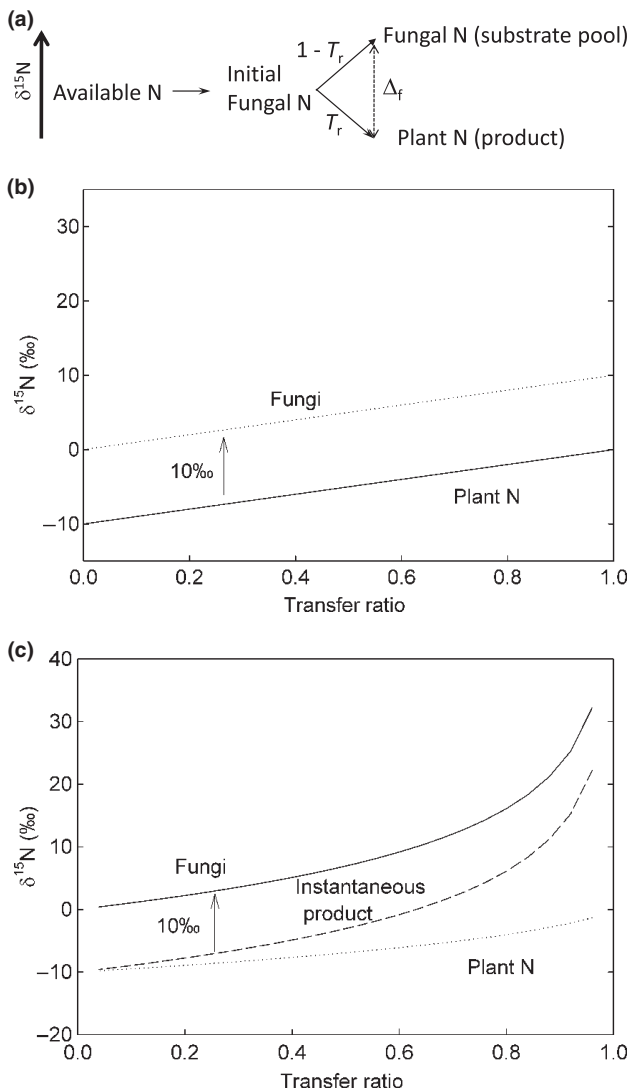 (a)
δ¹⁵N
Available N
Initial
Fungal N
1 - Tᵣ
Tᵣ
Fungal N (substrate pool)
Δf
Plant N (product)
(b)
δ¹⁵N (‰)
30
20
10
0
–10
Fungi
10‰
Plant N
0.0 0.2 0.4 0.6 0.8 1.0
Transfer ratio
(c)
δ¹⁵N (‰)
40
30
20
10
0
–10
–20
Fungi
10‰
Instantaneous
product
Plant N
0.0 0.2 0.4 0.6 0.8 1.0
Transfer ratio